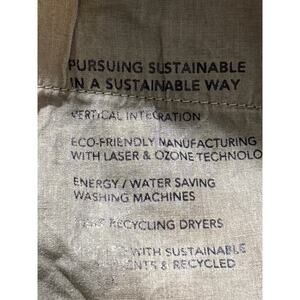 PURSUING SUSTAINABLE
IN A SUSTAINABLE WAY
VERTICAL INTEGRATION
ECO-FRIENDLY MANUFACTURING
WITH LASER & OZONE TECHNOLO
ENERGY / WATER SAVING
WASHING MACHINES
RECYCLING DRYERS
WITH SUSTAINABLE
& RECYCLED